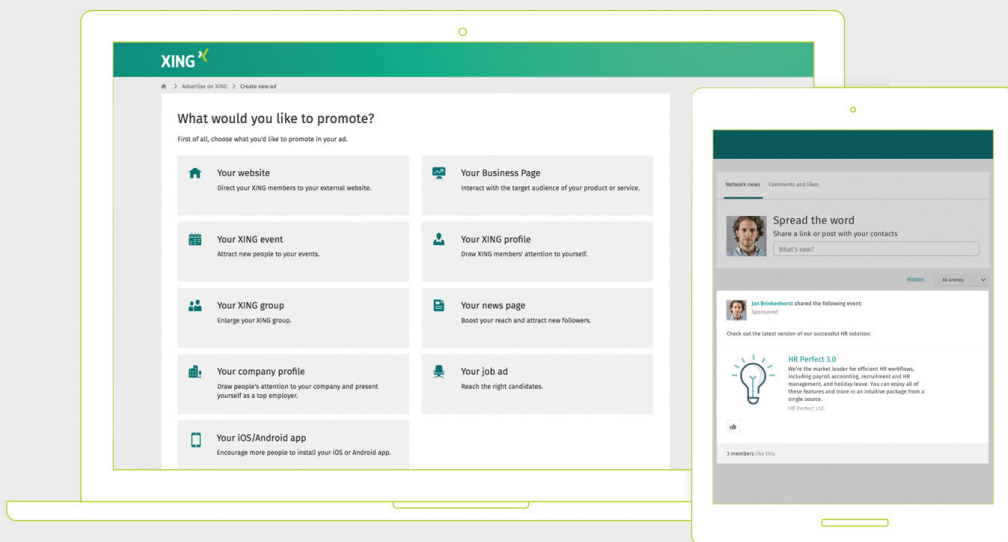 XING
Advertise on XING > Create new ad
What would you like to promote?
First of all, choose what you'd like to promote in your ad.
Your website
Direct your XING members to your external website.
Your Business Page
Interact with the target audience of your product or service.
Your XING event
Attract new people to your events.
Your XING profile
Draw XING members' attention to yourself.
Your XING group
Enlarge your XING group.
Your news page
Boost your reach and attract new followers.
Your company profile
Draw people's attention to your company and present
yourself as a top employer.
Your job ad
Reach the right candidates.
Your iOS/Android app
Encourage more people to install your iOS or Android app.
Network news Comments and likes
Spread the word
Share a link or post with your contacts
What's new?
Hidden All entries
Jan Brinkenhorst shared the following event:
Sponsored
Check out the latest version of our successful HR solution:
HR Perfect 3.0
We're the market leader for efficient HR workflows,
including payroll accounting, recruitment and HR
management, and holiday leave. You can enjoy all of
these features and more in an intuitive package from a
single source.
HR Perfect Ltd.
3 members like this